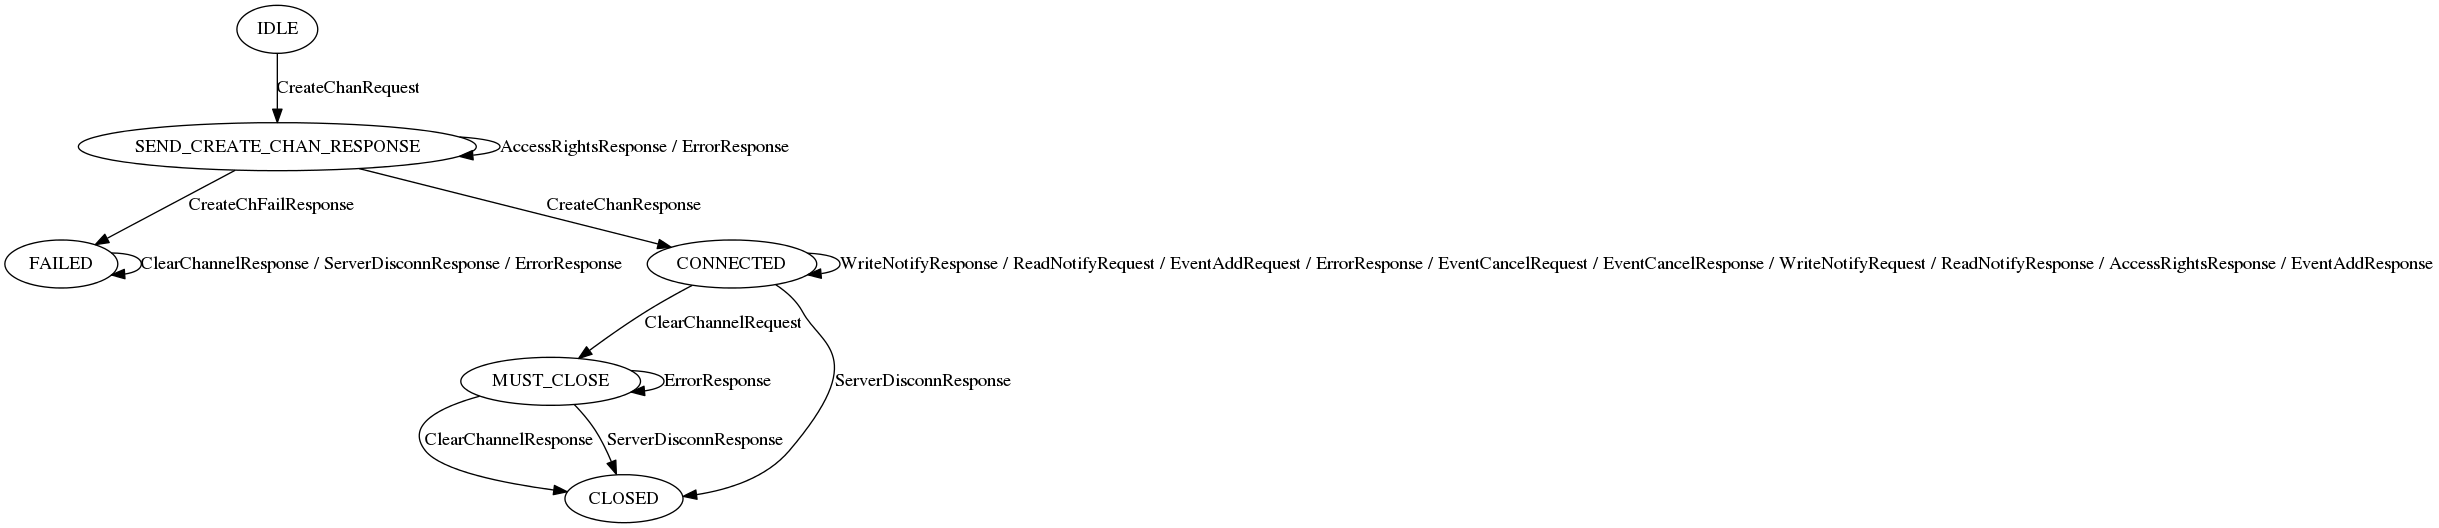 IDLE
CreateChanRequest
SEND_CREATE_CHAN_RESPONSE
AccessRightsResponse / ErrorResponse
CreateChFailResponse
CreateChanResponse
FAILED
ClearChannelResponse / ServerDisconnResponse / ErrorResponse
CONNECTED
WriteNotifyResponse / ReadNotifyRequest / EventAddRequest / ErrorResponse / EventCancelRequest / EventCancelResponse / WriteNotifyRequest / ReadNotifyResponse / AccessRightsResponse / EventAddResponse
ClearChannelRequest
MUST_CLOSE
ErrorResponse
ServerDisconnResponse
ClearChannelResponse
ServerDisconnResponse
CLOSED